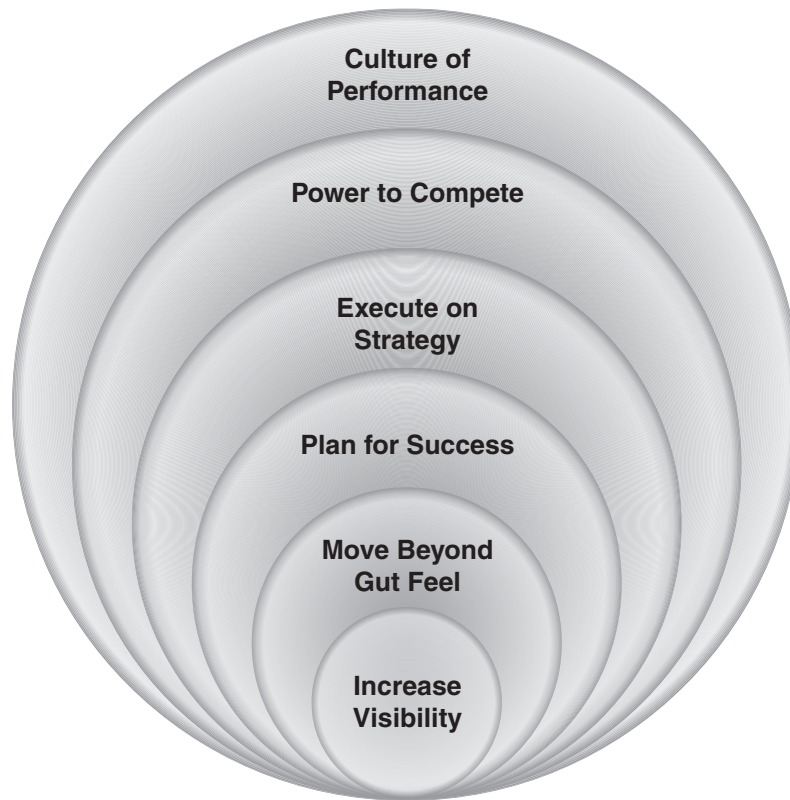 Culture of
Performance
Power to Compete
Execute on
Strategy
Plan for Success
Move Beyond
Gut Feel
Increase
Visibility